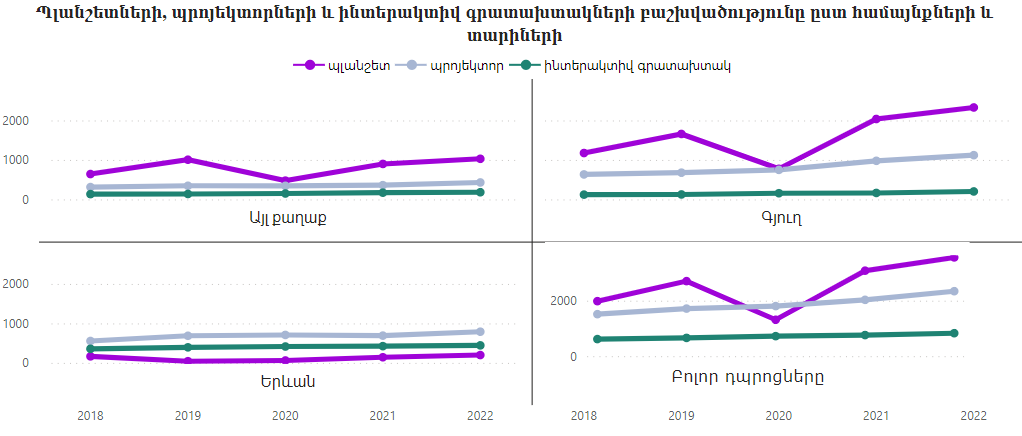 Պլանշետների, պրոյեկտորների և ինտերակտիվ գրատախտակների բաշխվածությունը ըստ համայնքների և
տարիների
պլանշետ պրոյեկտոր ինտերակտիվ գրատախտակ
2000
1000
0
Այլ քաղաք
Գյուղ
2000
1000
0
Երևան
2000
0
Բոլոր դպրոցները
2018 2019 2020 2021 2022
2018 2019 2020 2021 2022